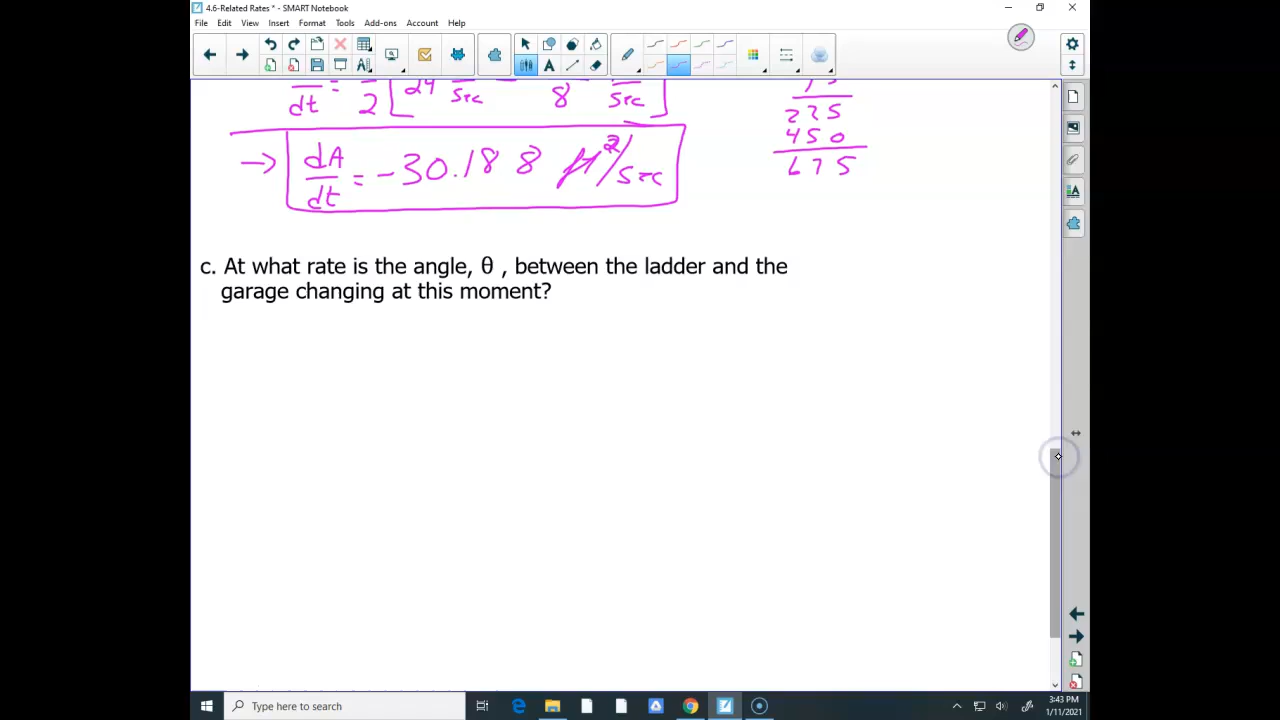 4.6-Related Rates * - SMART Notebook
File Edit View Insert Format Tools Add-ons Account Help
dt = 2 [ 24 sec 8 sec ]
225
450
675
→ dA/dt = -30.188 ft²/sec
c. At what rate is the angle, θ , between the ladder and the
garage changing at this moment?
Type here to search
3:43 PM
1/11/2021